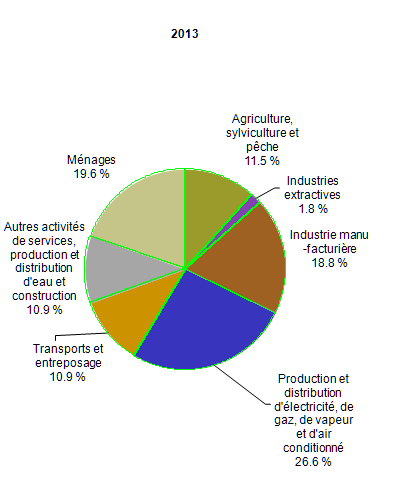 2013
Agriculture,
sylviculture et
pêche
11.5 %
Industries
extractives
1.8 %
Industrie manu
-facturière
18.8 %
Production et
distribution
d'électricité, de
gaz, de vapeur
et d'air
conditionné
26.6 %
Transports et
entreposage
10.9 %
Autres activités
de services,
production et
distribution
d'eau et
construction
10.9 %
Ménages
19.6 %